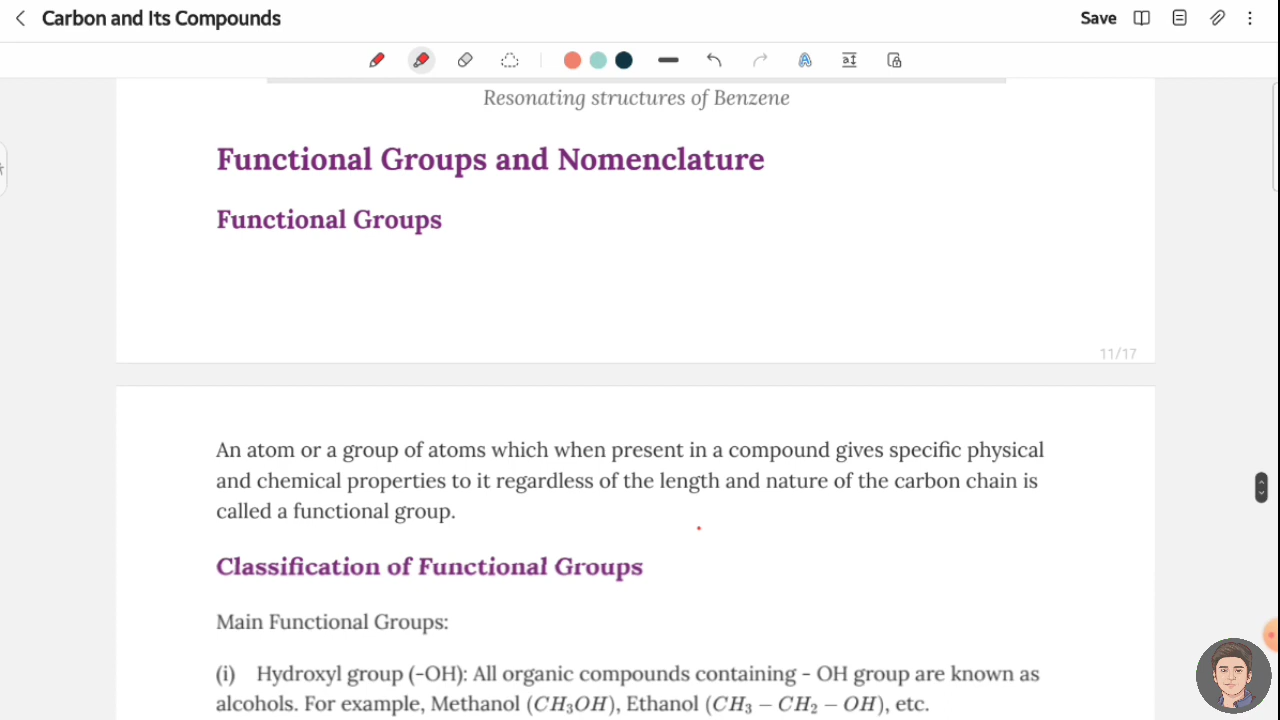 Carbon and Its Compounds
Save
Resonating structures of Benzene
Functional Groups and Nomenclature
Functional Groups
11/17
An atom or a group of atoms which when present in a compound gives specific physical
and chemical properties to it regardless of the length and nature of the carbon chain is
called a functional group.
Classification of Functional Groups
Main Functional Groups:
(i) Hydroxyl group (-OH): All organic compounds containing - OH group are known as
alcohols. For example, Methanol (CH₃OH), Ethanol (CH₃ − CH₂ − OH), etc.